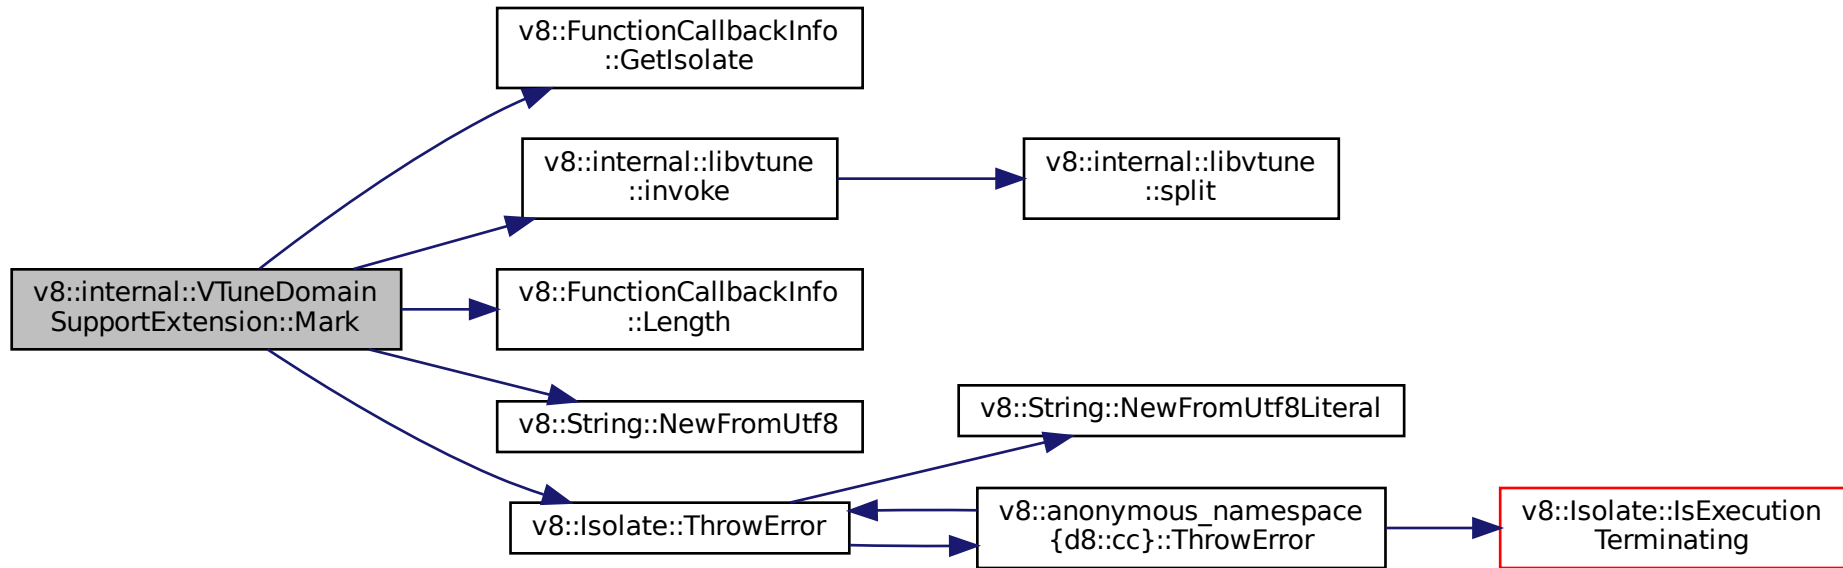 v8::FunctionCallbackInfo
::GetIsolate
v8::internal::libvtune
::invoke
v8::internal::libvtune
::split
v8::internal::VTuneDomain
SupportExtension::Mark
v8::FunctionCallbackInfo
::Length
v8::String::NewFromUtf8
v8::String::NewFromUtf8Literal
v8::Isolate::ThrowError
v8::anonymous_namespace
{d8::cc}::ThrowError
v8::Isolate::IsExecution
Terminating